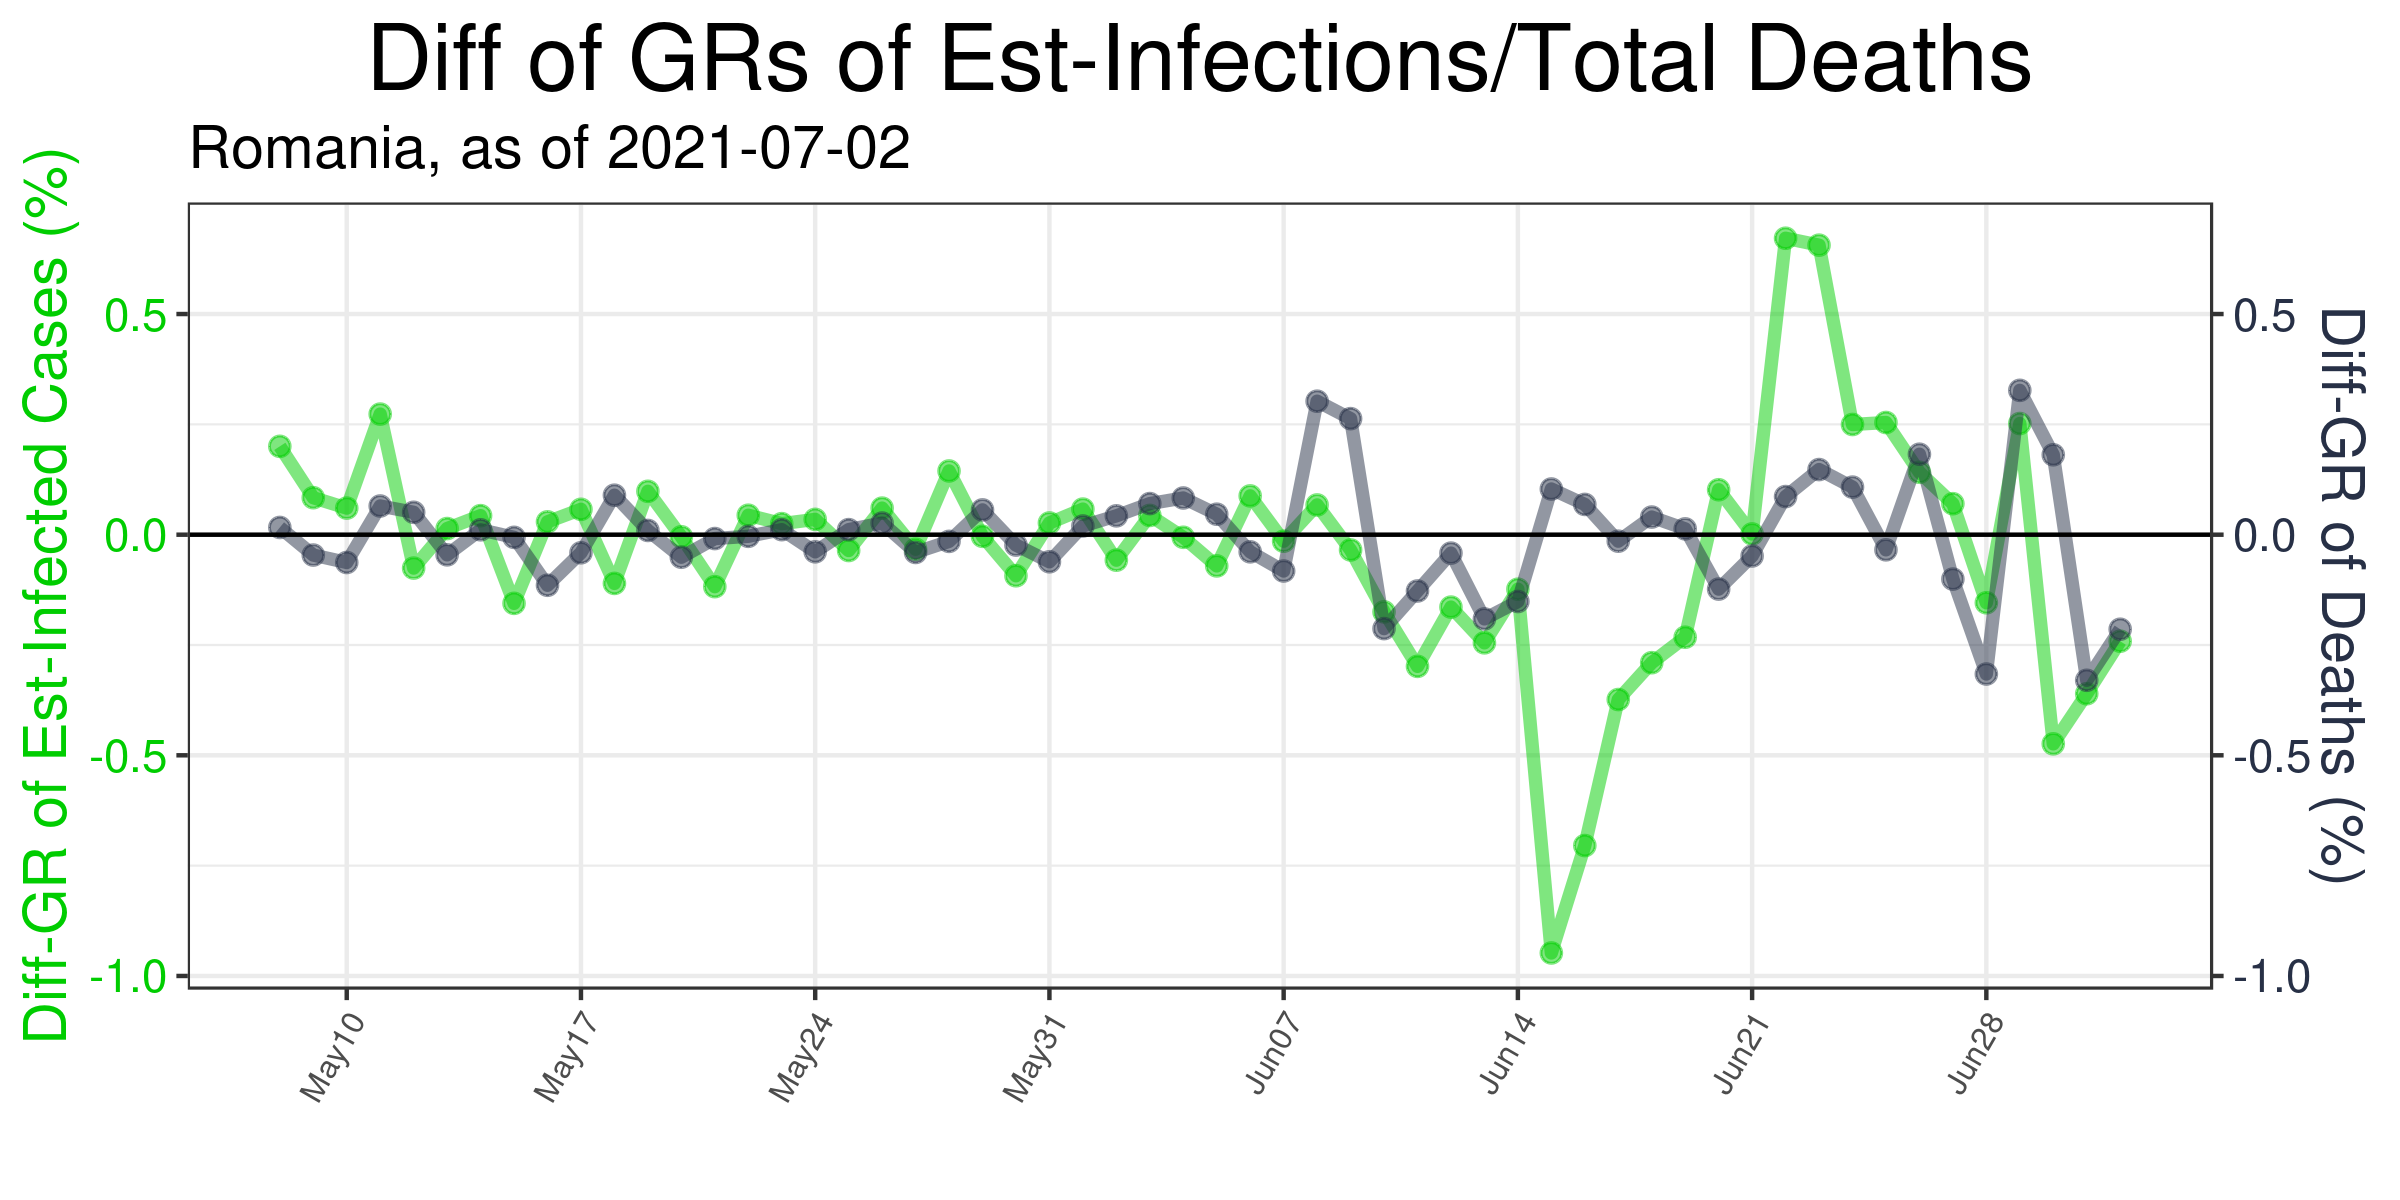 Diff of GRs of Est-Infections/Total Deaths
Romania, as of 2021-07-02
Diff-GR of Est-Infected Cases (%)
0.5
0.0
-0.5
-1.0
0.5
0.0
-0.5
-1.0
Diff-GR of Deaths (%)
May10
May17
May24
May31
Jun07
Jun14
Jun21
Jun28